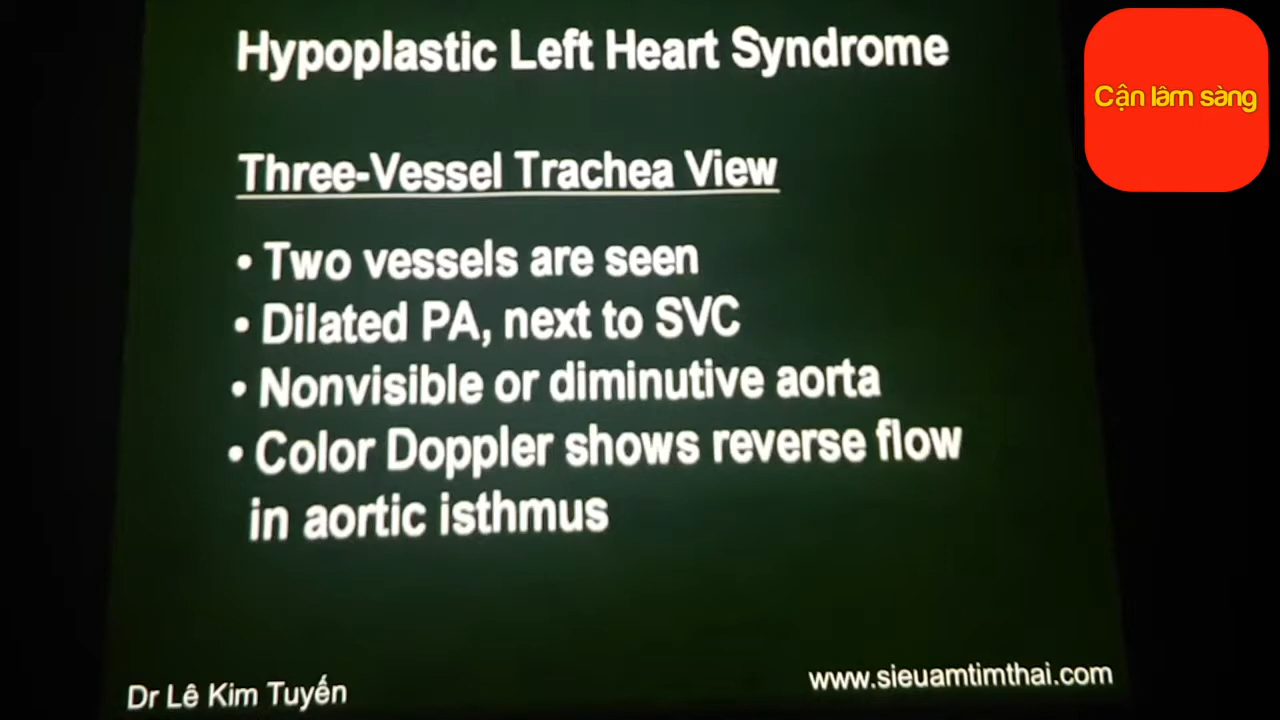 Hypoplastic Left Heart Syndrome
Cận lâm sàng
Three-Vessel Trachea View
• Two vessels are seen
• Dilated PA, next to SVC
• Nonvisible or diminutive aorta
• Color Doppler shows reverse flow
in aortic isthmus
Dr Lê Kim Tuyến
www.sieuamtimthai.com